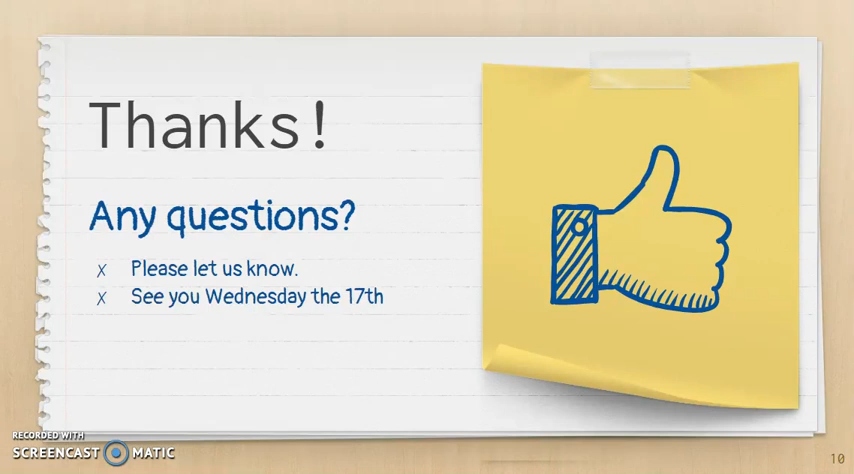 Thanks!
Any questions?
x Please let us know.
x See you Wednesday the 17th
RECORDED WITH
SCREENCAST MATIC
10